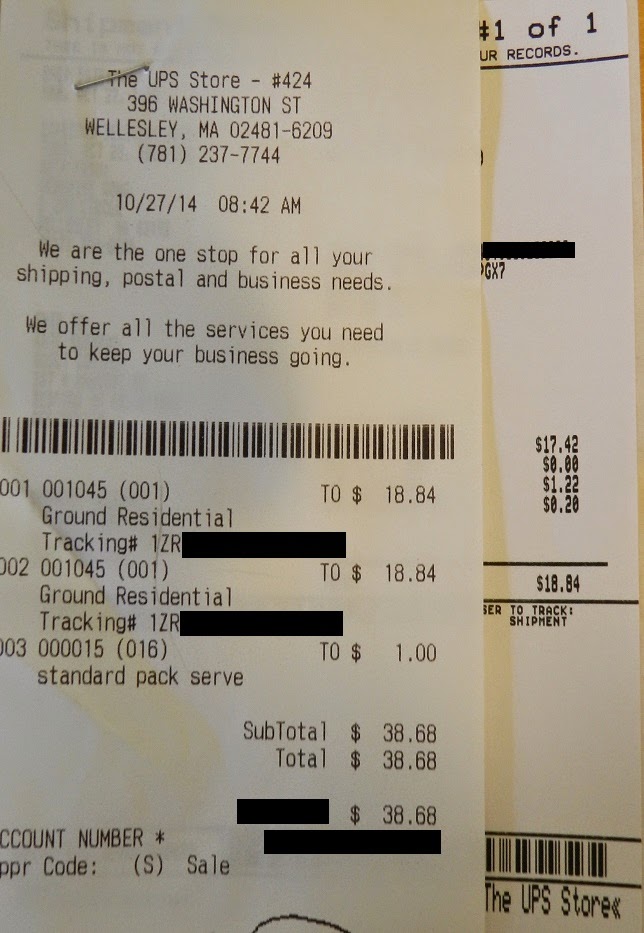 The UPS Store - #424
396 WASHINGTON ST
WELLESLEY, MA 02481-6209
(781) 237-7744
10/27/14 08:42 AM
We are the one stop for all your
shipping, postal and business needs.
We offer all the services you need
to keep your business going.
001 001045 (001) TO $ 18.84
Ground Residential
Tracking# 1ZR
002 001045 (001) TO $ 18.84
Ground Residential
Tracking# 1ZR
003 000015 (016) TO $ 1.00
standard pack serve
SubTotal $ 38.68
Total $ 38.68
$ 38.68
CCOUNT NUMBER *
ppr Code: (S) Sale
#1 of 1
UR RECORDS.
GX7
$17.42
$0.00
$1.22
$0.20
$18.84
SER TO TRACK:
SHIPMENT
The UPS Store